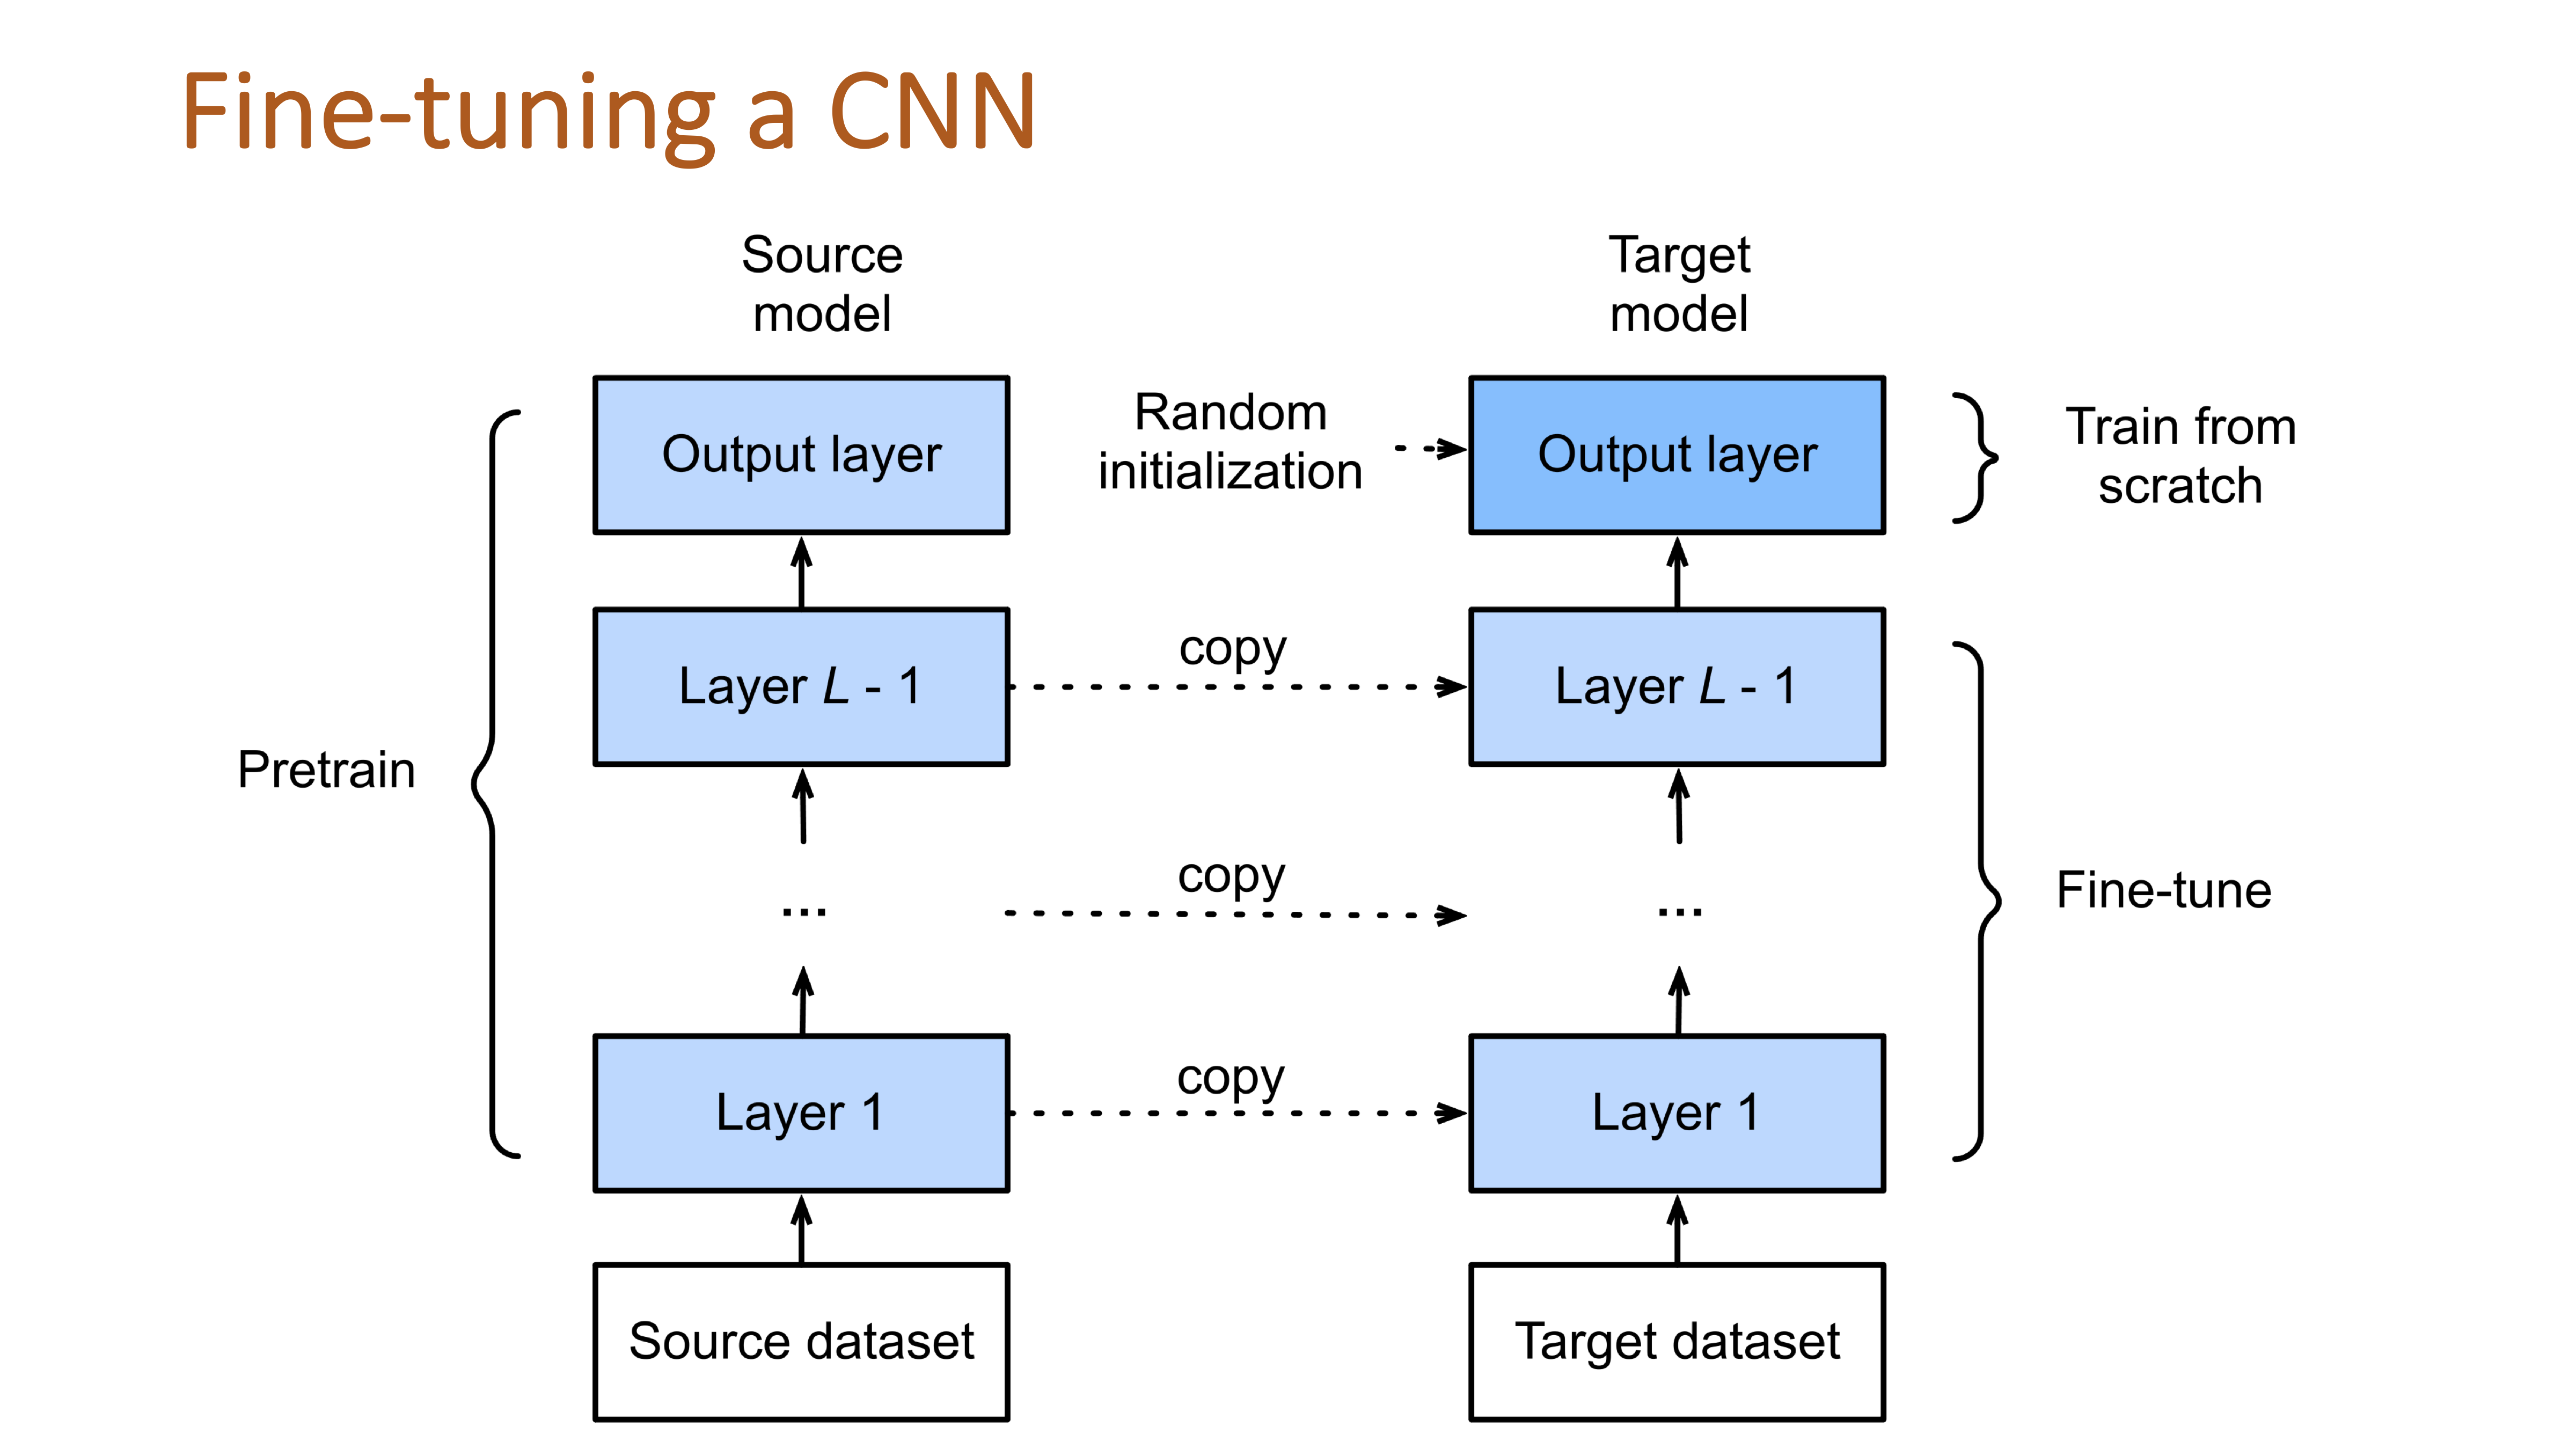 Fine-tuning a CNN
Source
model
Target
model
Output layer
Random
initialization
Output layer
Train from
scratch
Layer L - 1
copy
Layer L - 1
Pretrain
...
copy
...
Fine-tune
Layer 1
copy
Layer 1
Source dataset
Target dataset